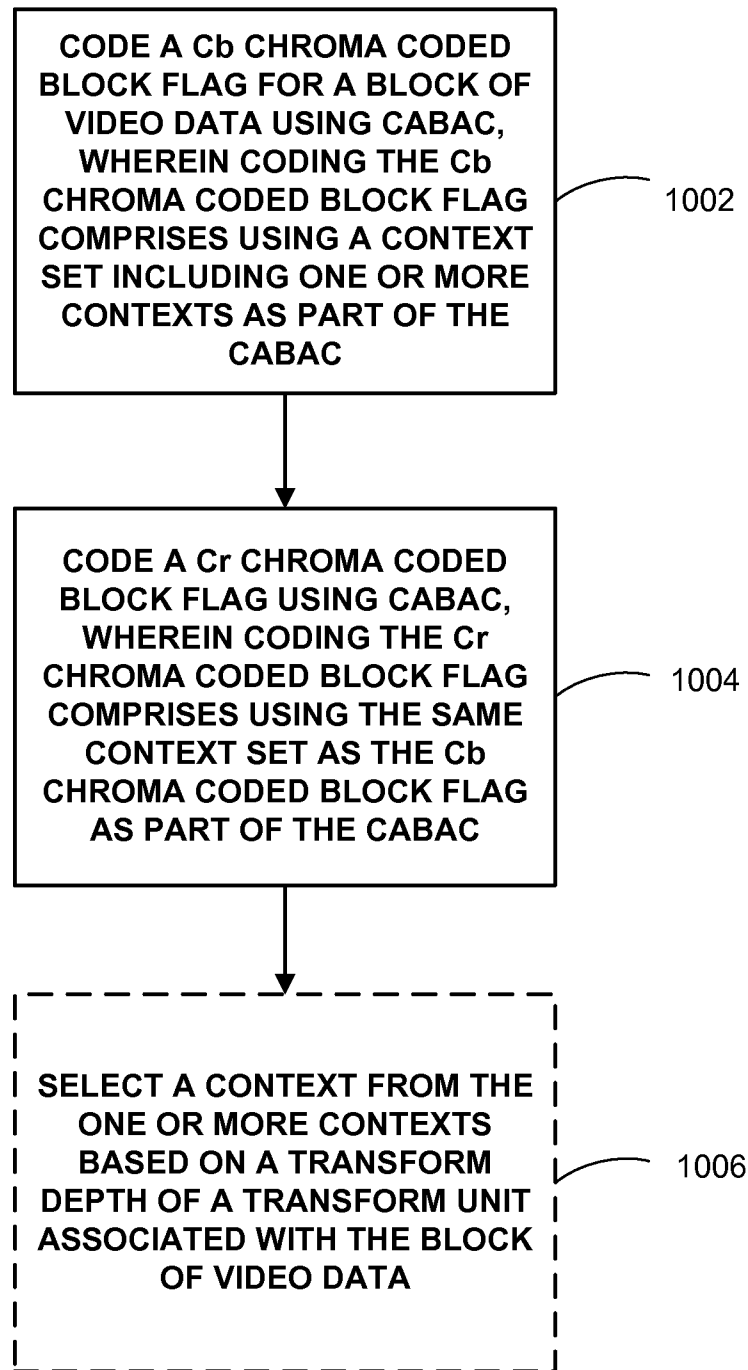 CODE A Cb CHROMA CODED
BLOCK FLAG FOR A BLOCK OF
VIDEO DATA USING CABAC,
WHEREIN CODING THE Cb
CHROMA CODED BLOCK FLAG
COMPRISES USING A CONTEXT
SET INCLUDING ONE OR MORE
CONTEXTS AS PART OF THE
CABAC
1002
CODE A Cr CHROMA CODED
BLOCK FLAG USING CABAC,
WHEREIN CODING THE Cr
CHROMA CODED BLOCK FLAG
COMPRISES USING THE SAME
CONTEXT SET AS THE Cb
CHROMA CODED BLOCK FLAG
AS PART OF THE CABAC
1004
SELECT A CONTEXT FROM THE
ONE OR MORE CONTEXTS
BASED ON A TRANSFORM
DEPTH OF A TRANSFORM UNIT
ASSOCIATED WITH THE BLOCK
OF VIDEO DATA
1006